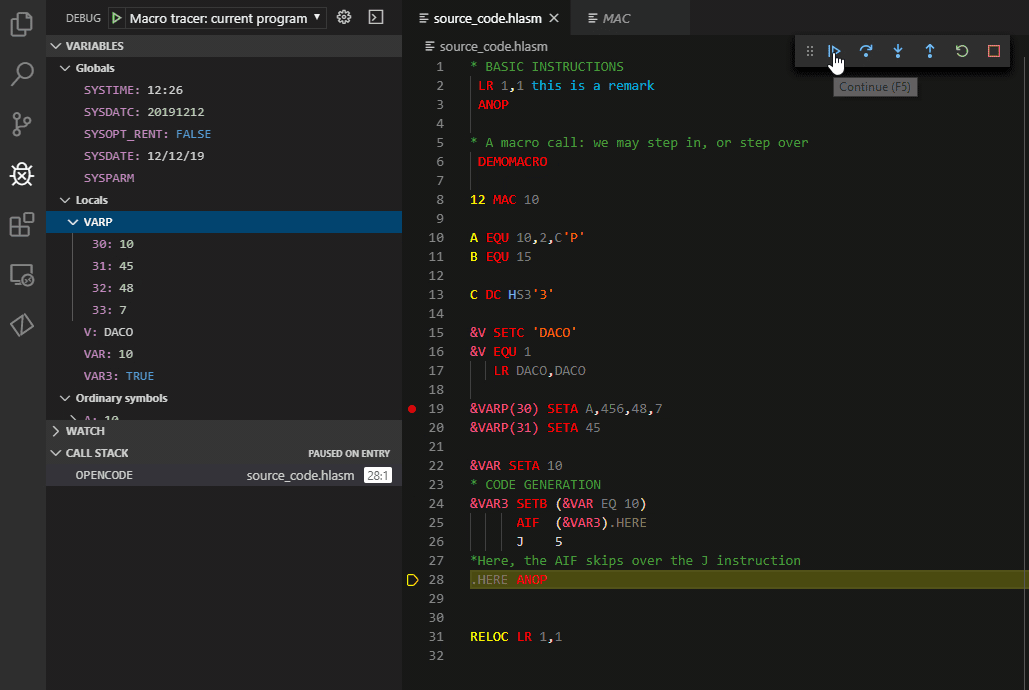 DEBUG Macro tracer: current program
VARIABLES
Globals
SYSTIME: 12:26
SYSDATC: 20191212
SYSOPT_RENT: FALSE
SYSDATE: 12/12/19
SYSPARM
Locals
VARP
30: 10
31: 45
32: 48
33: 7
V: DACO
VAR: 10
VAR3: TRUE
Ordinary symbols
A: 10
WATCH
CALL STACK PAUSED ON ENTRY
OPENCODE source_code.hlasm 28:1
source_code.hlasm MAC
source_code.hlasm
Continue (F5)
1 * BASIC INSTRUCTIONS
2 LR 1,1 this is a remark
3 ANOP
4
5 * A macro call: we may step in, or step over
6 DEMOMACRO
7
8 12 MAC 10
9
10 A EQU 10,2,C'P'
11 B EQU 15
12
13 C DC HS3'3'
14
15 &V SETC 'DACO'
16 &V EQU 1
17 LR DACO,DACO
18
19 &VARP(30) SETA A,456,48,7
20 &VARP(31) SETA 45
21
22 &VAR SETA 10
23 * CODE GENERATION
24 &VAR3 SETB (&VAR EQ 10)
25 AIF (&VAR3).HERE
26 J 5
27 *Here, the AIF skips over the J instruction
28 .HERE ANOP
29
30
31 RELOC LR 1,1
32